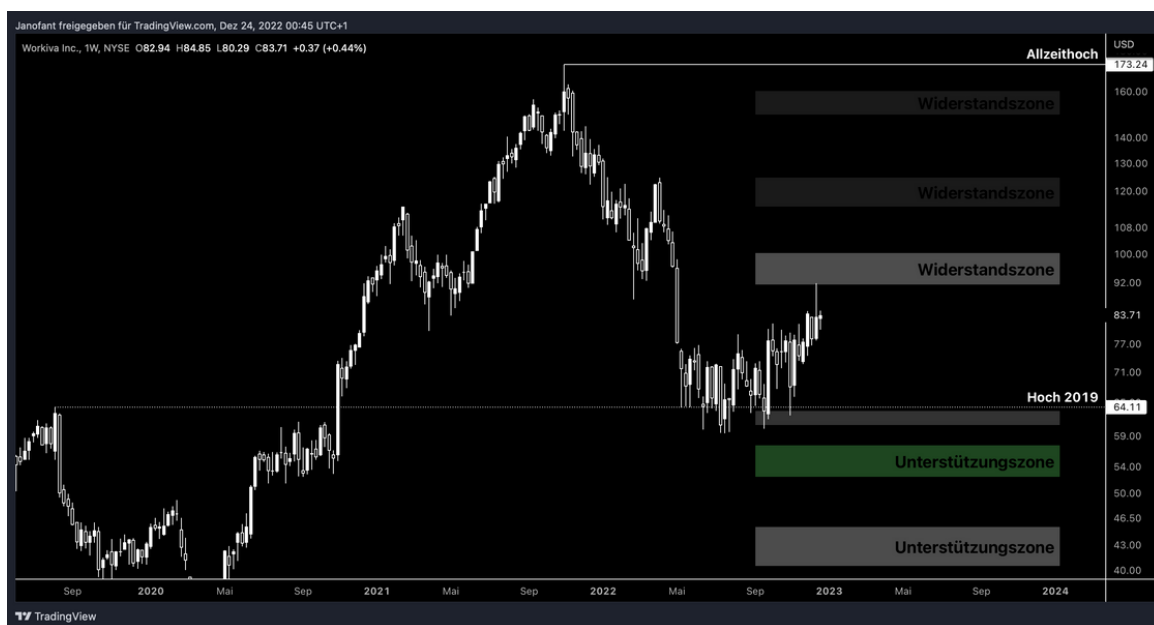 Janofant freigegeben für TradingView.com, Dez 24, 2022 00:45 UTC+1
Workiva Inc., 1W, NYSE O82.94 H84.85 L80.29 C83.71 +0.37 (+0.44%)
USD
Allzeithoch
173.24
160.00
Widerstandszone
140.00
130.00
120.00
Widerstandszone
108.00
100.00
Widerstandszone
92.00
83.71
77.00
71.00
Hoch 2019
64.11
59.00
Unterstützungszone
54.00
50.00
46.50
43.00
Unterstützungszone
40.00
Sep 2020 Mai Sep 2021 Mai Sep 2022 Mai Sep 2023 Mai Sep 2024
TradingView